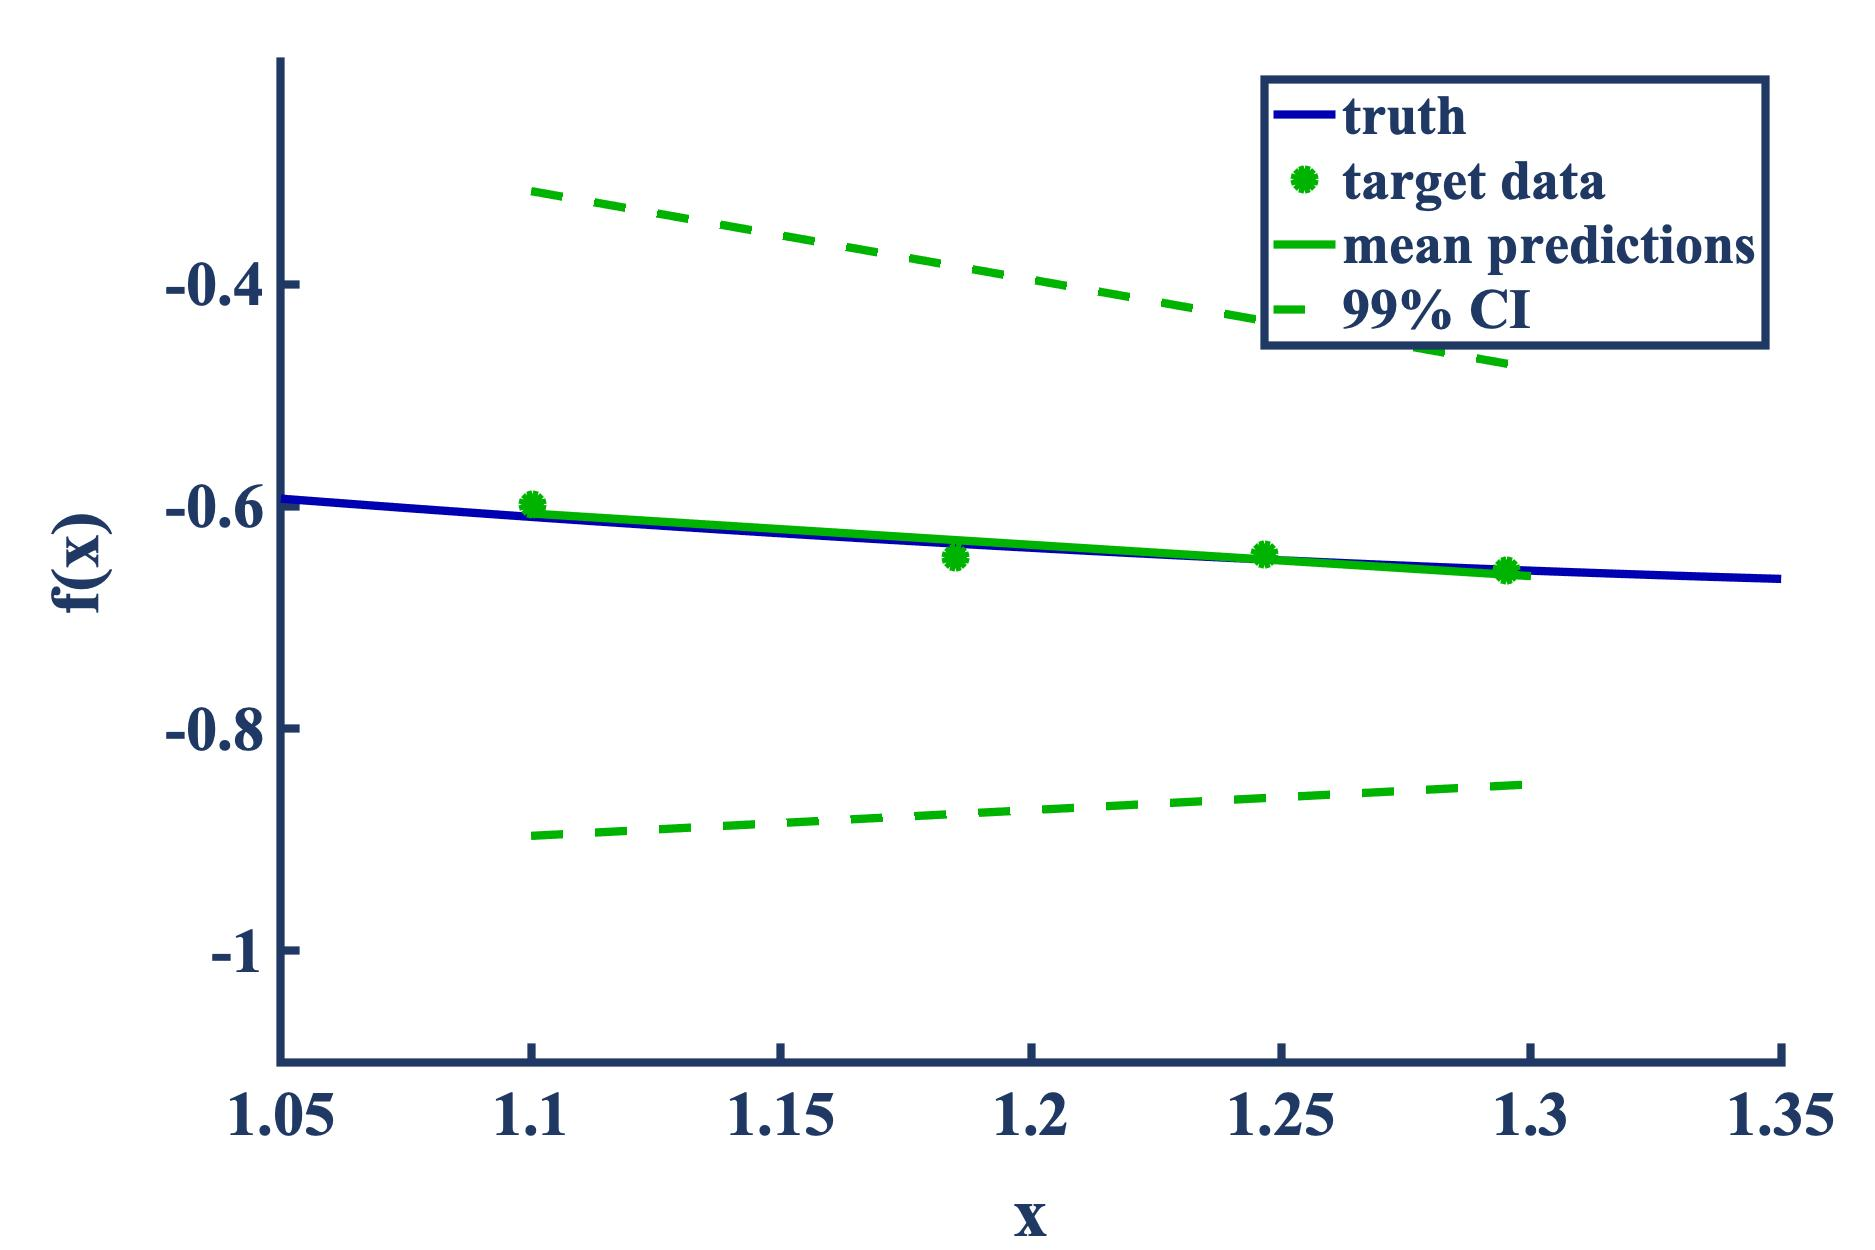 truth
target data
mean predictions
99% CI
-0.4
-0.6
-0.8
-1
f(x)
1.05 1.1 1.15 1.2 1.25 1.3 1.35
x